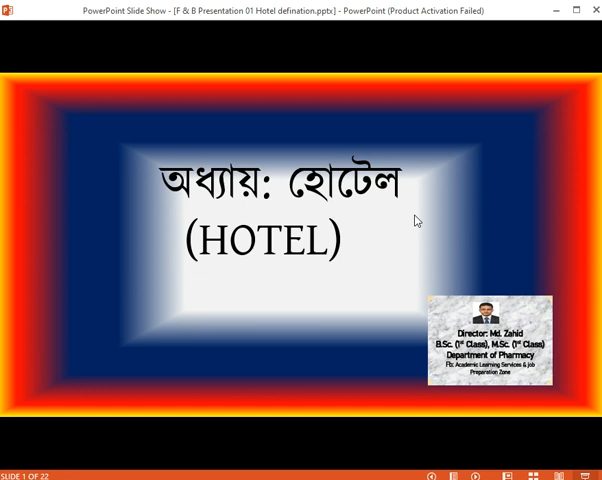 PowerPoint Slide Show - [F & B Presentation 01 Hotel defination.pptx] - PowerPoint (Product Activation Failed)
অধ্যায়: হোটেল
(HOTEL)
Director: Md. Zahid
B.Sc. (1st Class), M.Sc. (1st Class)
Department of Pharmacy
Fb: Academic Learning Services & job
Preparation Zone
SLIDE 1 OF 22